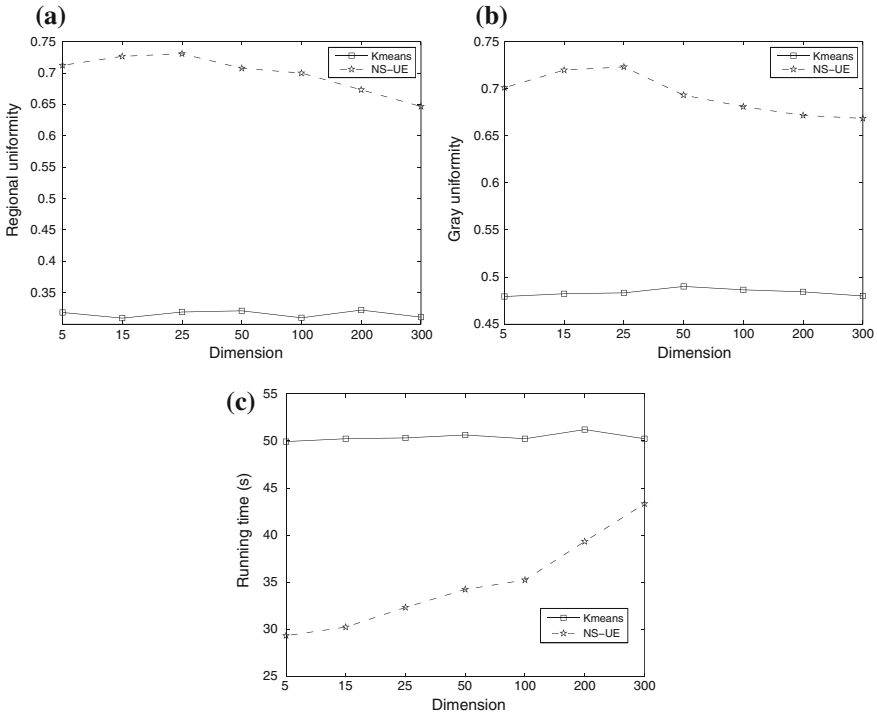 (a)
0.75
0.7
0.65
0.6
0.55
0.5
0.45
0.4
0.35
Regional uniformity
Kmeans
NS-UE
5 15 25 50 100 200 300
Dimension
(b)
0.75
0.7
0.65
0.6
0.55
0.5
0.45
Gray uniformity
Kmeans
NS-UE
5 15 25 50 100 200 300
Dimension
(c)
55
50
45
40
35
30
25
Running time (s)
Kmeans
NS-UE
5 15 25 50 100 200 300
Dimension